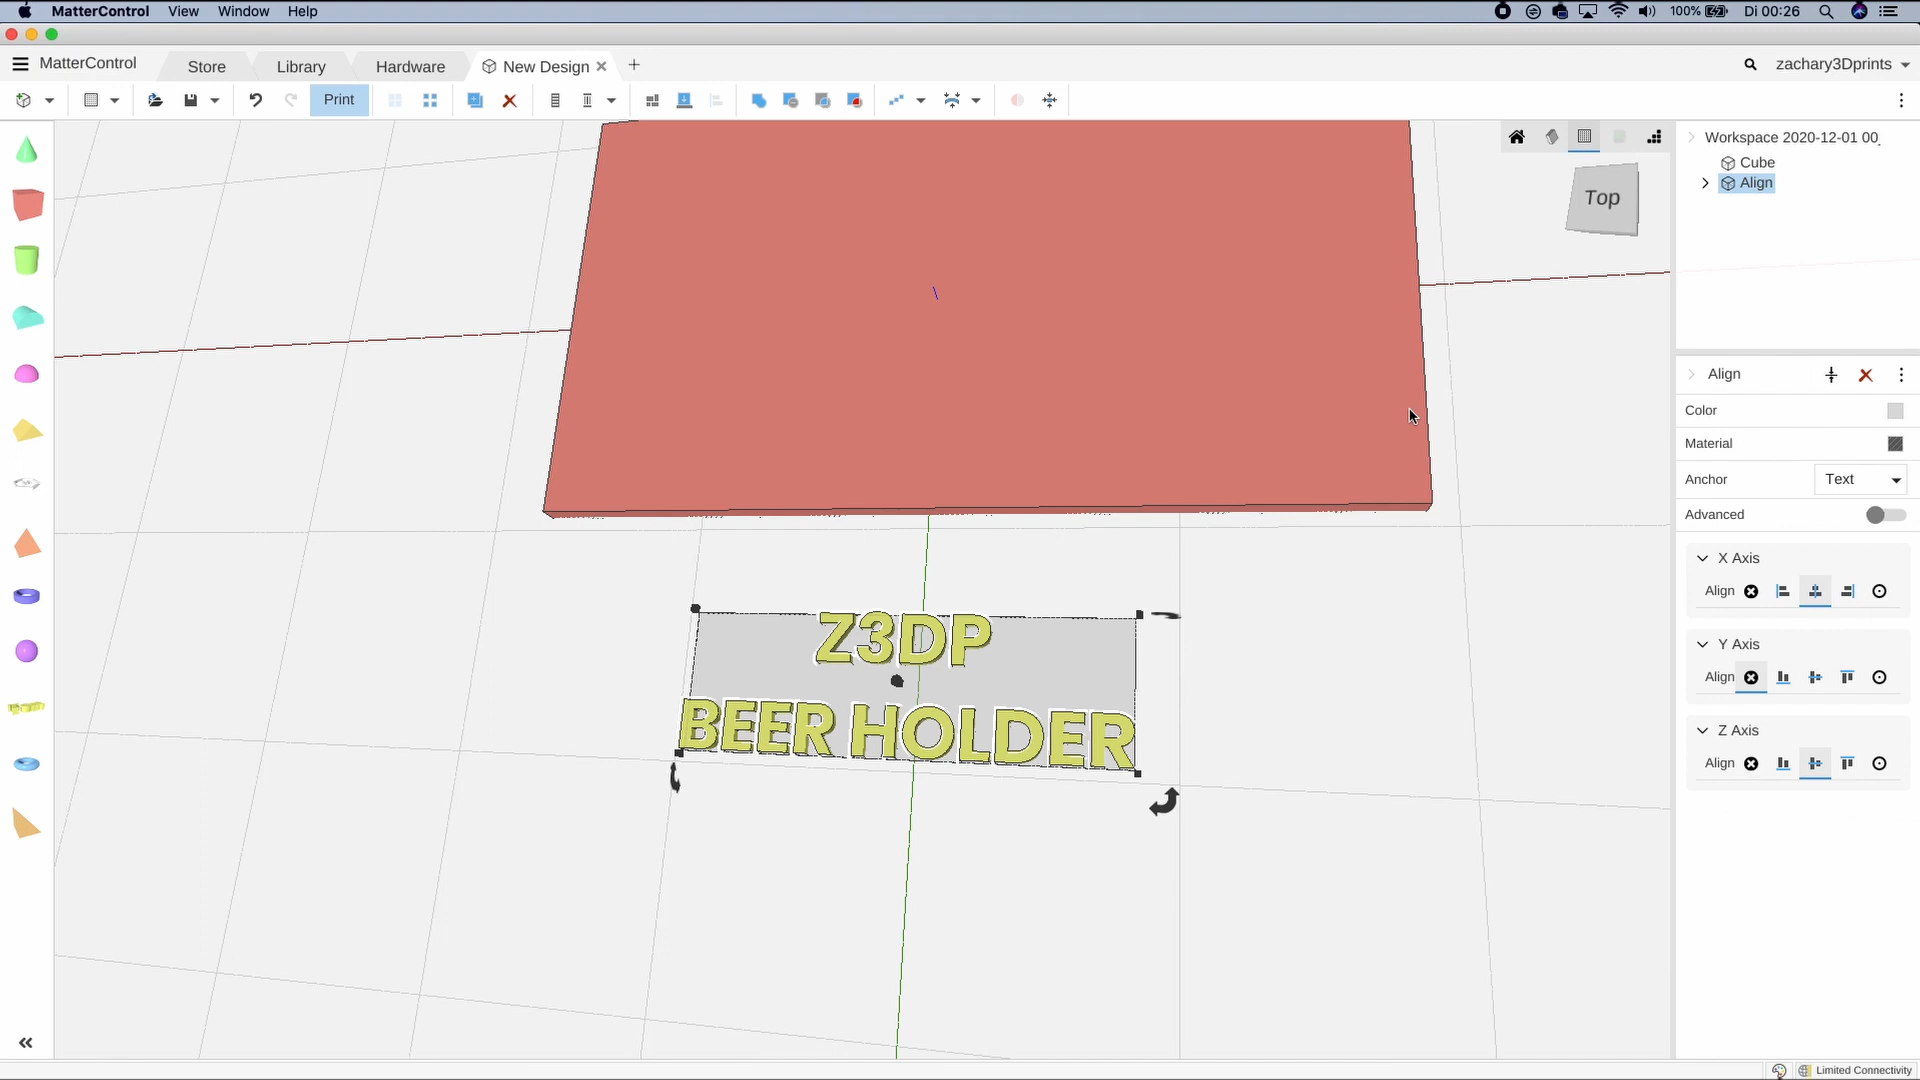 MatterControl View Window Help
100% Di 00:26
MatterControl Store Library Hardware New Design zachary3Dprints
Print
Workspace 2020-12-01 00
Cube
Align
Top
Align
Color
Material
Anchor Text
Advanced
X Axis
Align
Y Axis
Align
Z Axis
Align
Z3DP
BEER HOLDER
Limited Connectivity